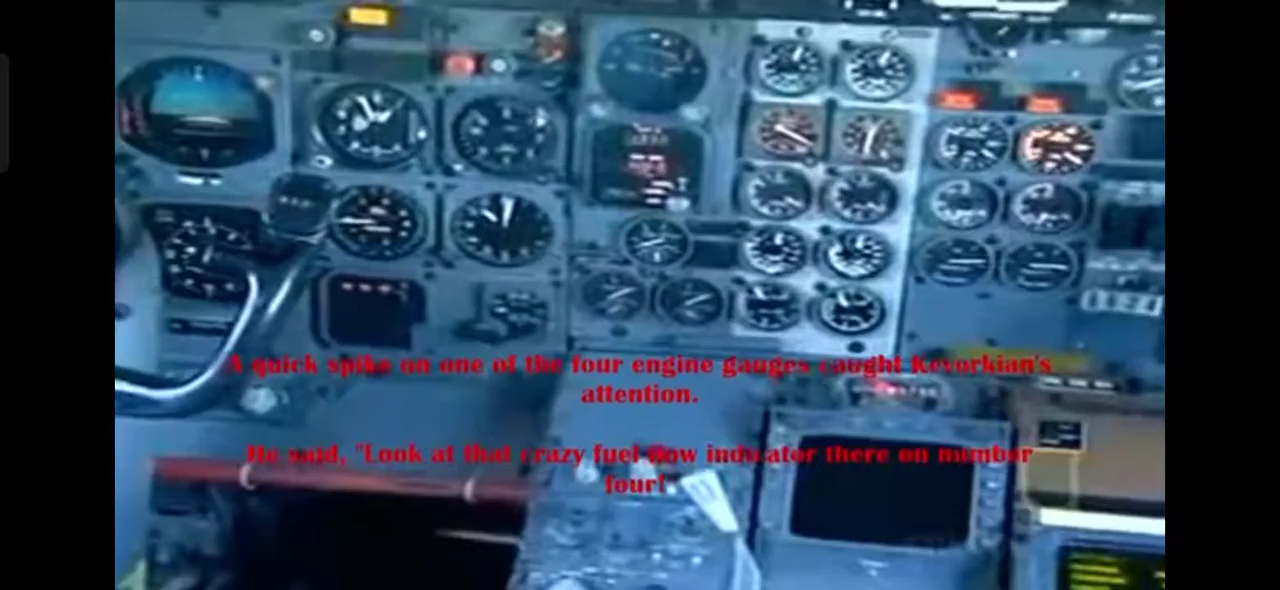 A quick spike on one of the four engine gauges caught Kevorkian's
attention.
He said, "Look at that crazy fuel-flow indicator there on number
four!"